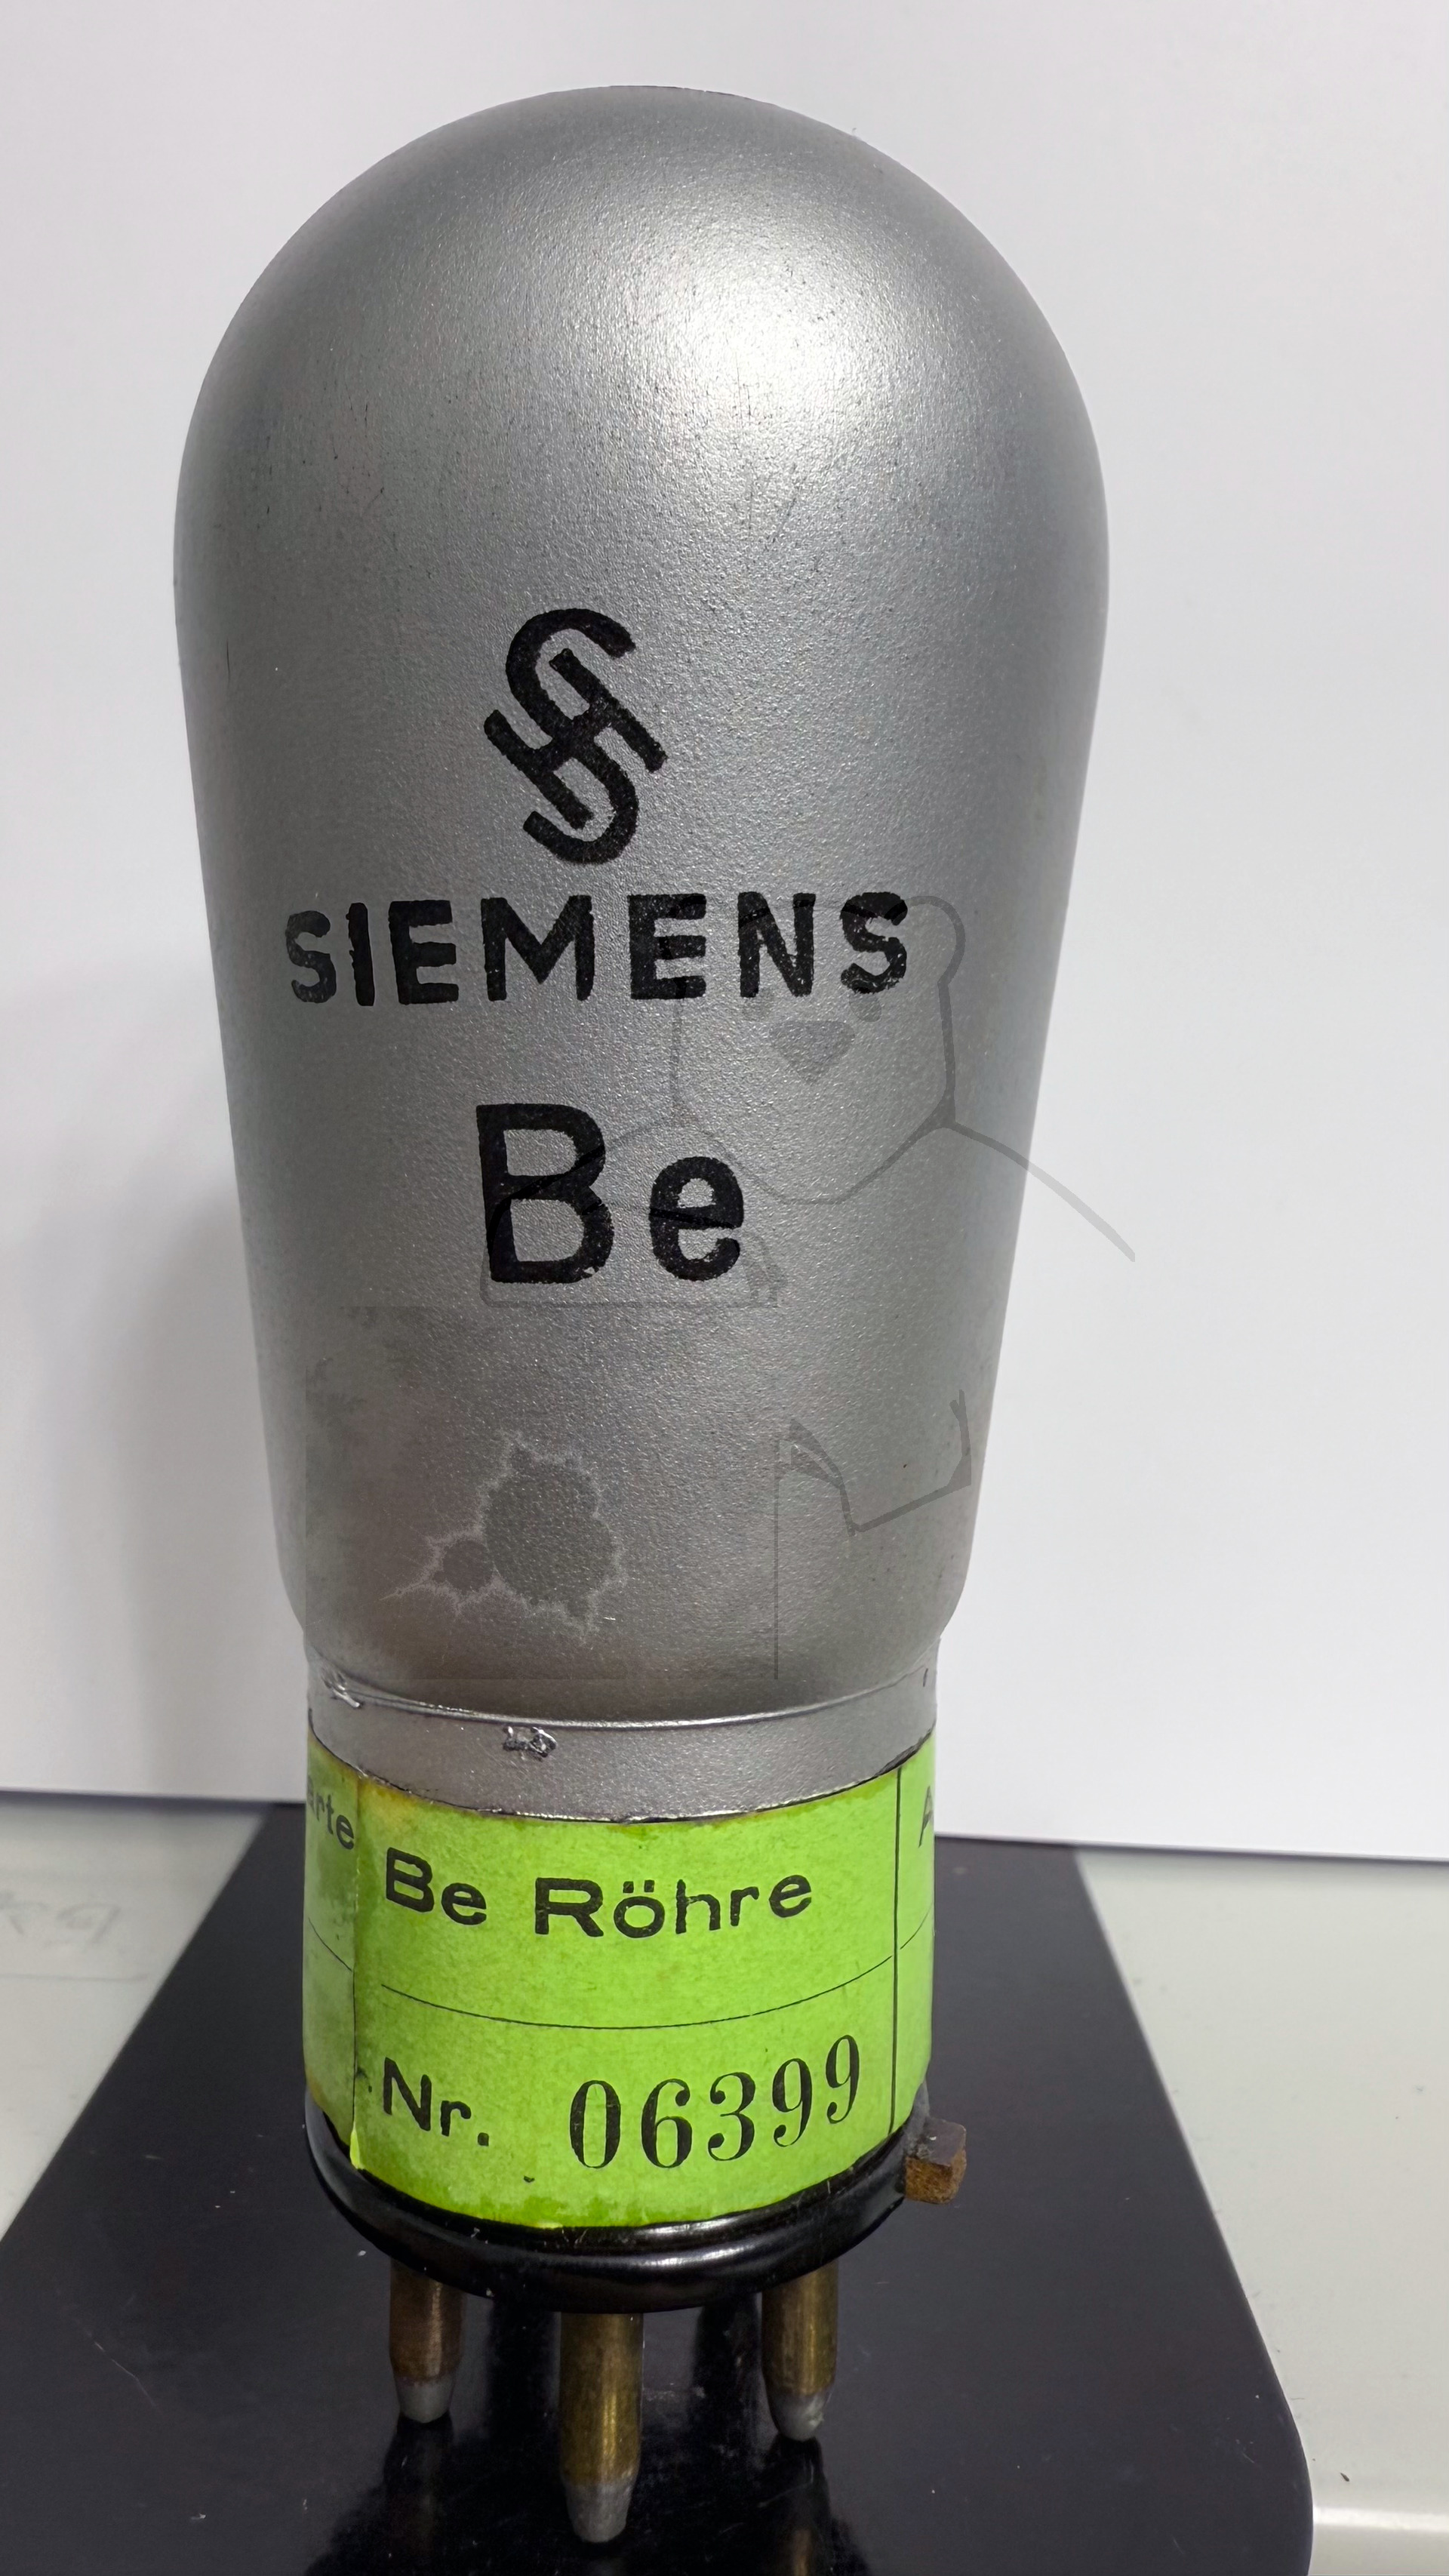 SIEMENS
Be
Be Röhre
Nr. 06399